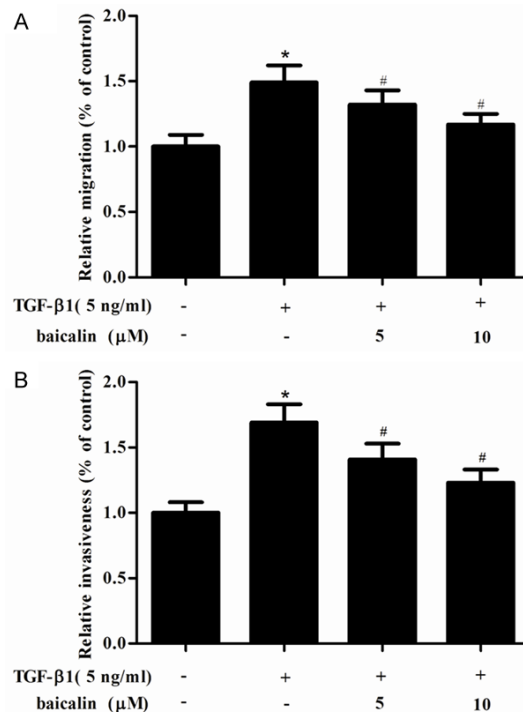 A
Relative migration (% of control)
2.0
1.5
1.0
0.5
0.0
*
#
#
TGF-β1( 5 ng/ml) - + + +
baicalin (μM) - - 5 10
B
Relative invasiveness (% of control)
2.0
1.5
1.0
0.5
0.0
*
#
#
TGF-β1( 5 ng/ml) - + + +
baicalin (μM) - - 5 10